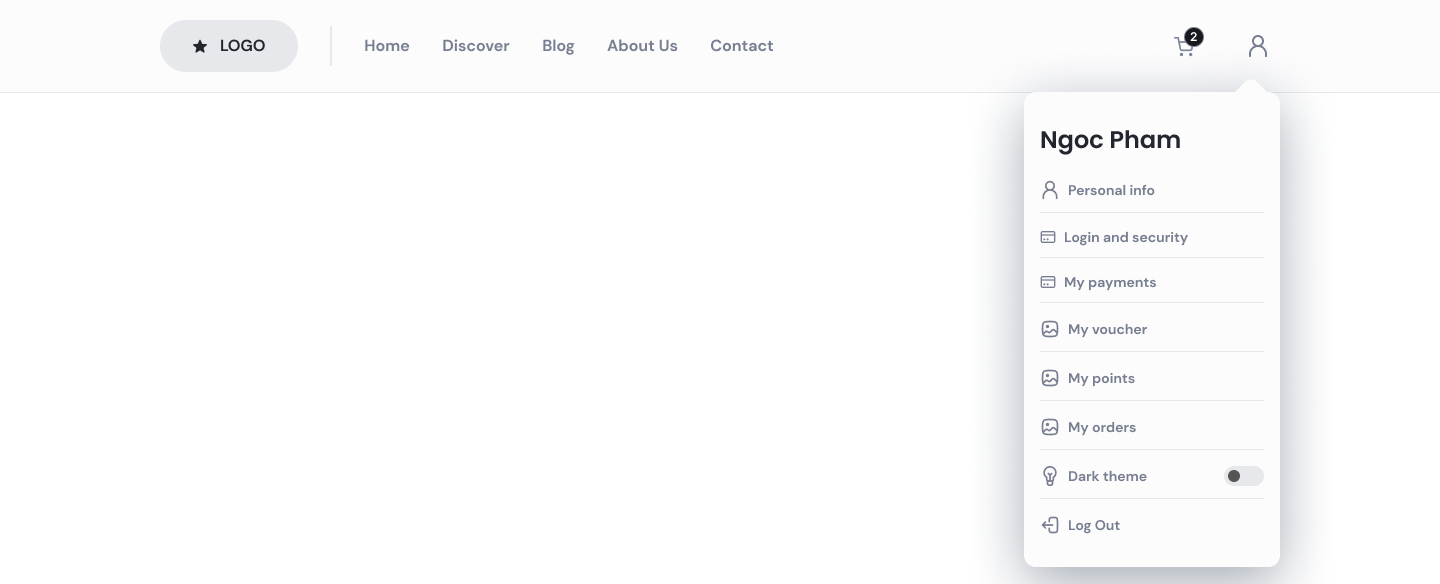 LOGO
Home
Discover
Blog
About Us
Contact
2
Ngoc Pham
Personal info
Login and security
My payments
My voucher
My points
My orders
Dark theme
Log Out